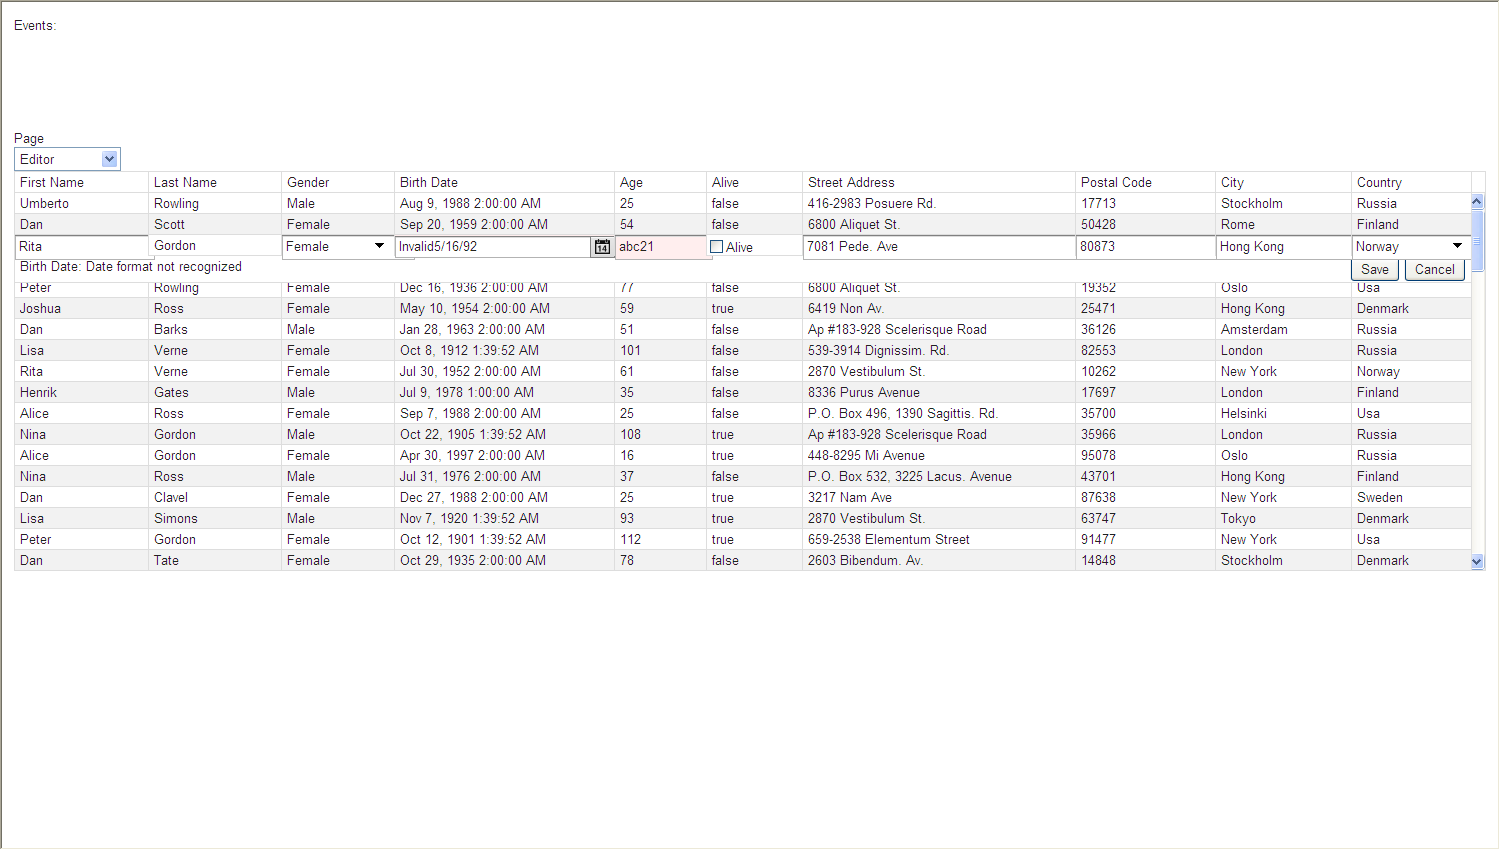 Events:
Page
Editor
First Name Last Name Gender Birth Date Age Alive Street Address Postal Code City Country
Umberto Rowling Male Aug 9, 1988 2:00:00 AM 25 false 416-2983 Posuere Rd. 17713 Stockholm Russia
Dan Scott Female Sep 20, 1959 2:00:00 AM 54 false 6800 Aliquet St. 50428 Rome Finland
Rita Gordon Female Invalid5/16/92 14 abc21 Alive 7081 Pede. Ave 80873 Hong Kong Norway
Birth Date: Date format not recognized Save Cancel
Peter Rowling Female Dec 16, 1936 2:00:00 AM 77 false 6800 Aliquet St. 19352 Oslo Usa
Joshua Ross Female May 10, 1954 2:00:00 AM 59 true 6419 Non Av. 25471 Hong Kong Denmark
Dan Barks Male Jan 28, 1963 2:00:00 AM 51 false Ap #183-928 Scelerisque Road 36126 Amsterdam Russia
Lisa Verne Female Oct 8, 1912 1:39:52 AM 101 false 539-3914 Dignissim. Rd. 82553 London Russia
Rita Verne Female Jul 30, 1952 2:00:00 AM 61 false 2870 Vestibulum St. 10262 New York Norway
Henrik Gates Male Jul 9, 1978 1:00:00 AM 35 false 8336 Purus Avenue 17697 London Finland
Alice Ross Female Sep 7, 1988 2:00:00 AM 25 false P.O. Box 496, 1390 Sagittis. Rd. 35700 Helsinki Usa
Nina Gordon Male Oct 22, 1905 1:39:52 AM 108 true Ap #183-928 Scelerisque Road 35966 London Russia
Alice Gordon Female Apr 30, 1997 2:00:00 AM 16 true 448-8295 Mi Avenue 95078 Oslo Russia
Nina Ross Male Jul 31, 1976 2:00:00 AM 37 false P.O. Box 532, 3225 Lacus. Avenue 43701 Hong Kong Finland
Dan Clavel Female Dec 27, 1988 2:00:00 AM 25 true 3217 Nam Ave 87638 New York Sweden
Lisa Simons Male Nov 7, 1920 1:39:52 AM 93 true 2870 Vestibulum St. 63747 Tokyo Denmark
Peter Gordon Female Oct 12, 1901 1:39:52 AM 112 true 659-2538 Elementum Street 91477 New York Usa
Dan Tate Female Oct 29, 1935 2:00:00 AM 78 false 2603 Bibendum. Av. 14848 Stockholm Denmark